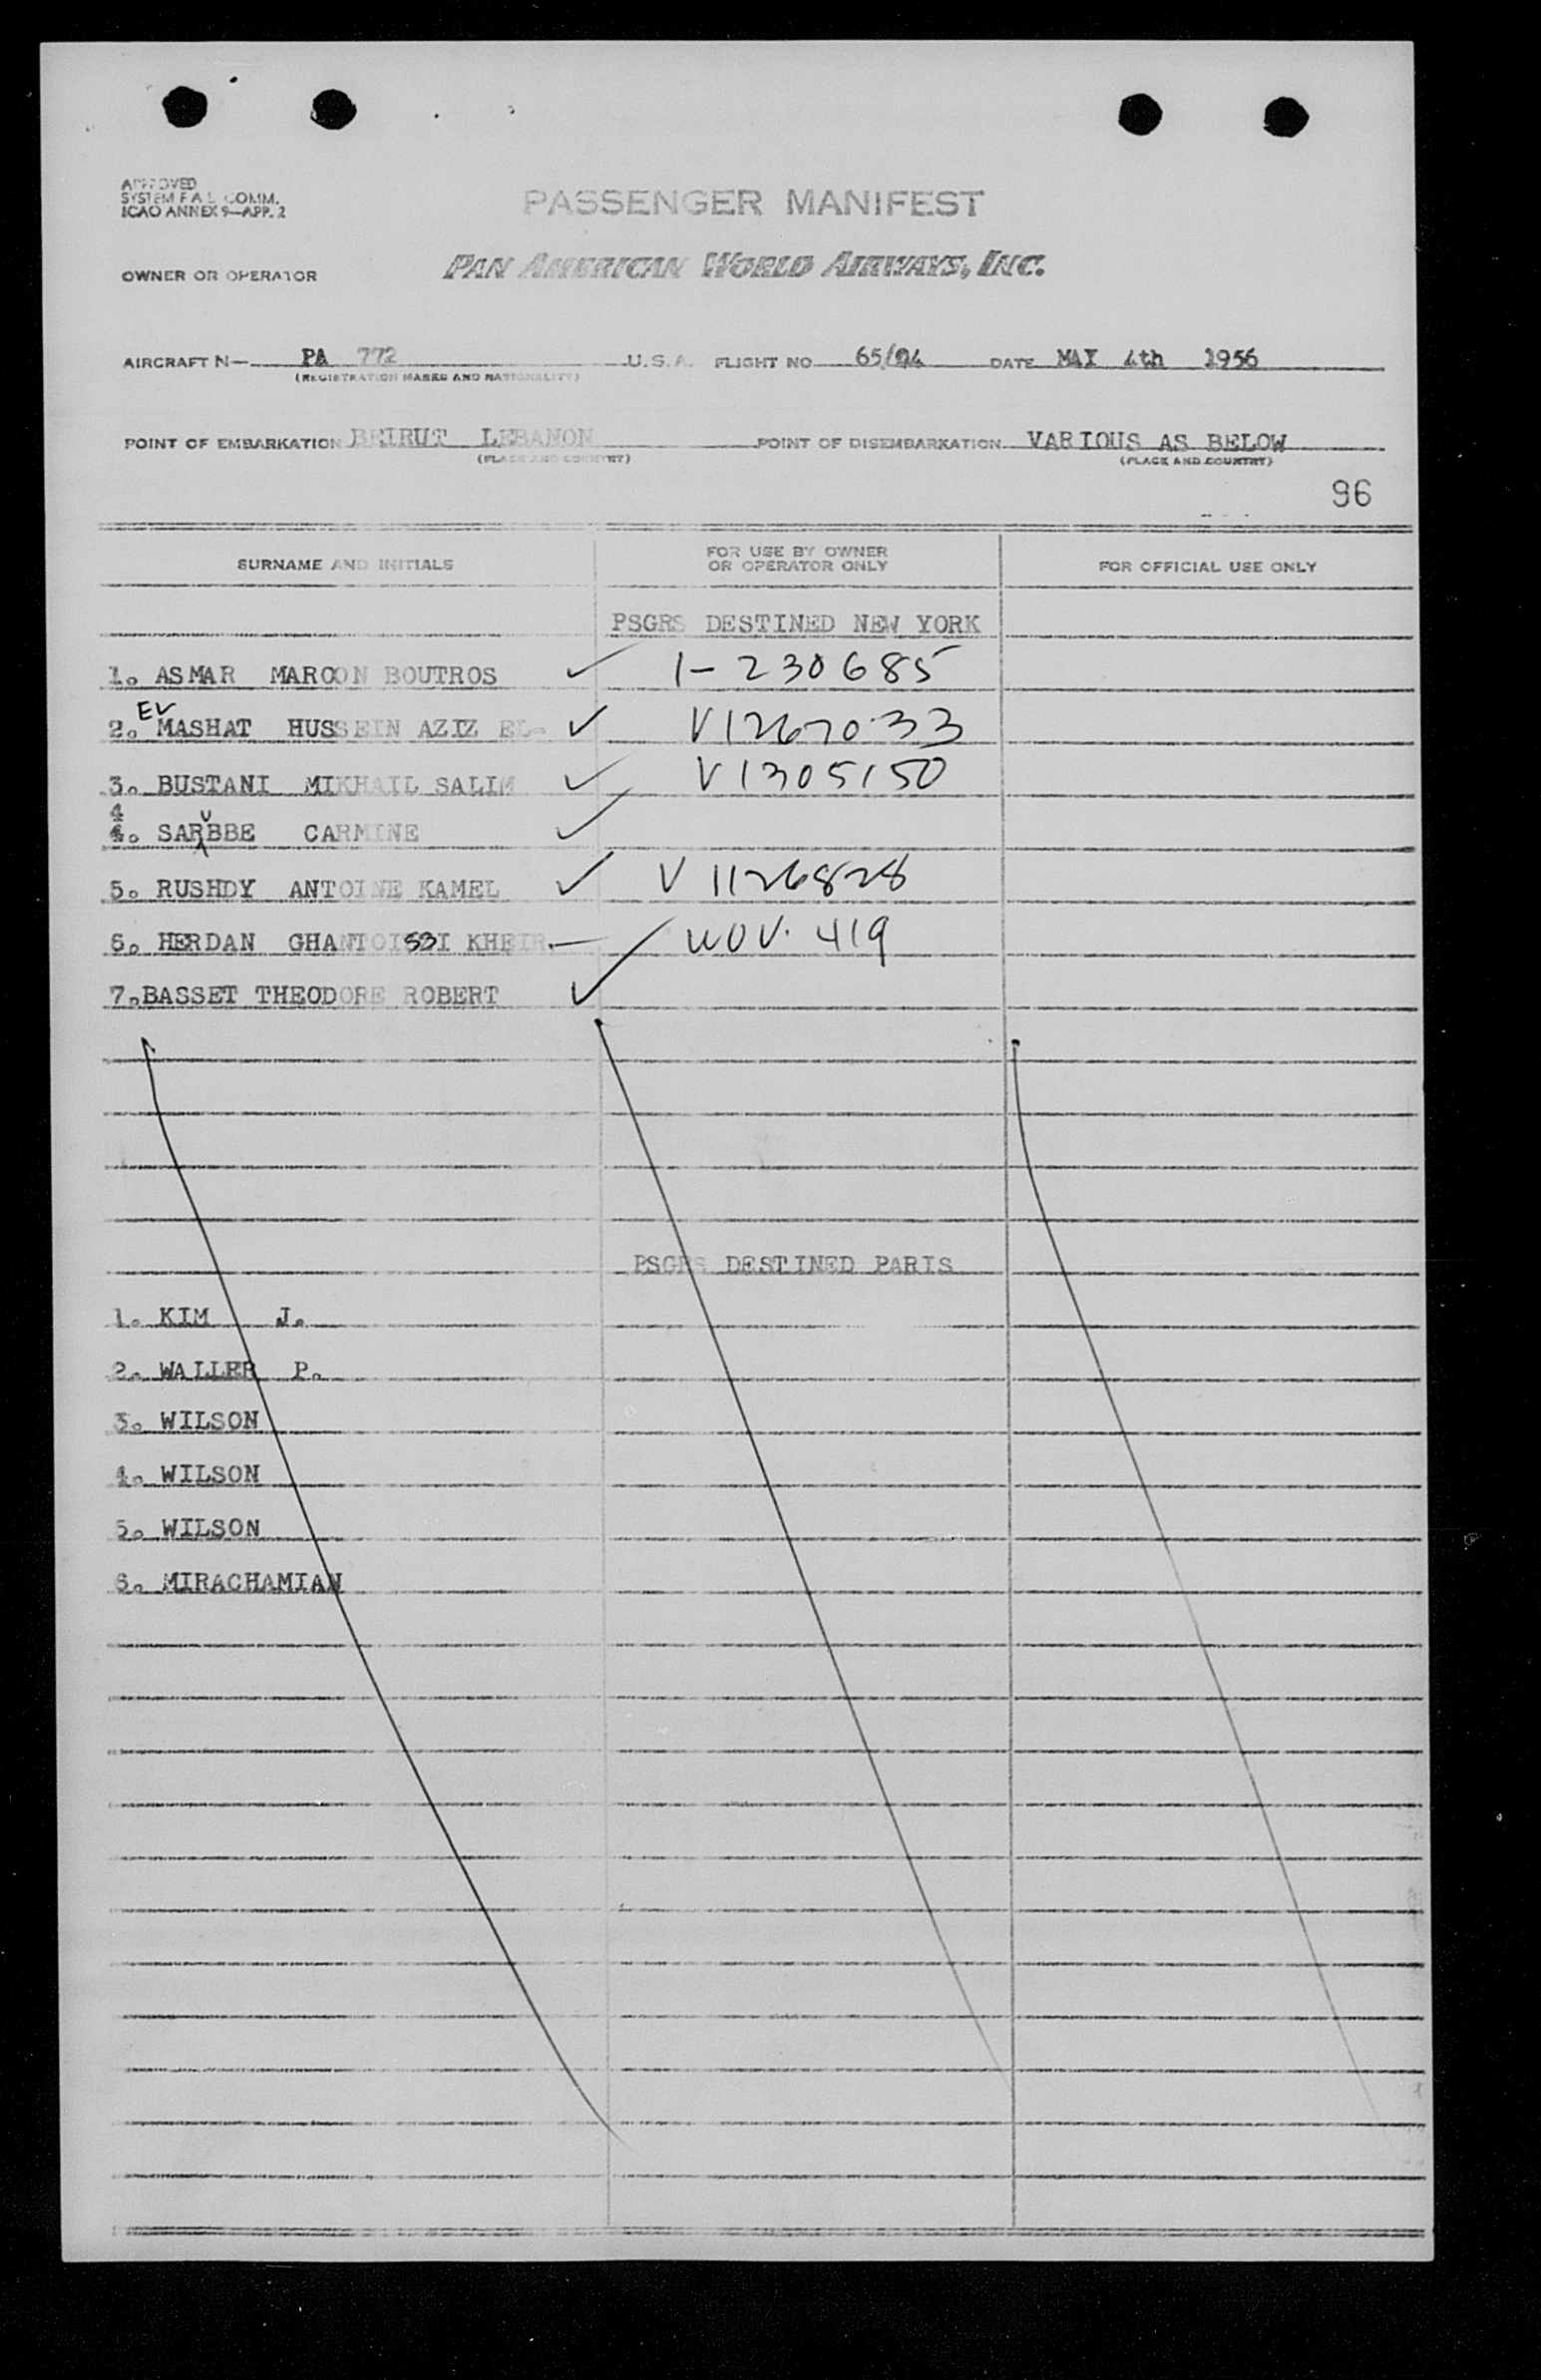 APPROVED
SYSTEM F A L COMM.
ICAO ANNEX 9—APP. 2
PASSENGER MANIFEST
OWNER OR OPERATOR PAN AMERICAN WORLD AIRWAYS, INC.
AIRCRAFT N— PA 772 U.S.A. FLIGHT NO 65/04 DATE MAY 4th 1956
(REGISTRATION MARKS AND NATIONALITY)
POINT OF EMBARKATION BEIRUT LEBANON POINT OF DISEMBARKATION VARIOUS AS BELOW
(PLACE AND COUNTRY) (PLACE AND COUNTRY)
96
SURNAME AND INITIALS FOR USE BY OWNER OR OPERATOR ONLY FOR OFFICIAL USE ONLY
PSGRS DESTINED NEW YORK
1. ASMAR MAROON BOUTROS ✓ 1-230685
2. EL MASHAT HUSSEIN AZIZ EL- ✓ V1267033
3. BUSTANI MIKHAIL SALIM ✓ V1305150
4. SARUBBE CARMINE ✓
5. RUSHDY ANTOINE KAMEL ✓ V1126828
6. HERDAN GHANTOISSI KHEIR.— WOV. 419
7. BASSET THEODORE ROBERT ✓
PSGRS DESTINED PARIS
1. KIM J.
2. WALLER P.
3. WILSON
4. WILSON
5. WILSON
6. MIRACHAMIAN